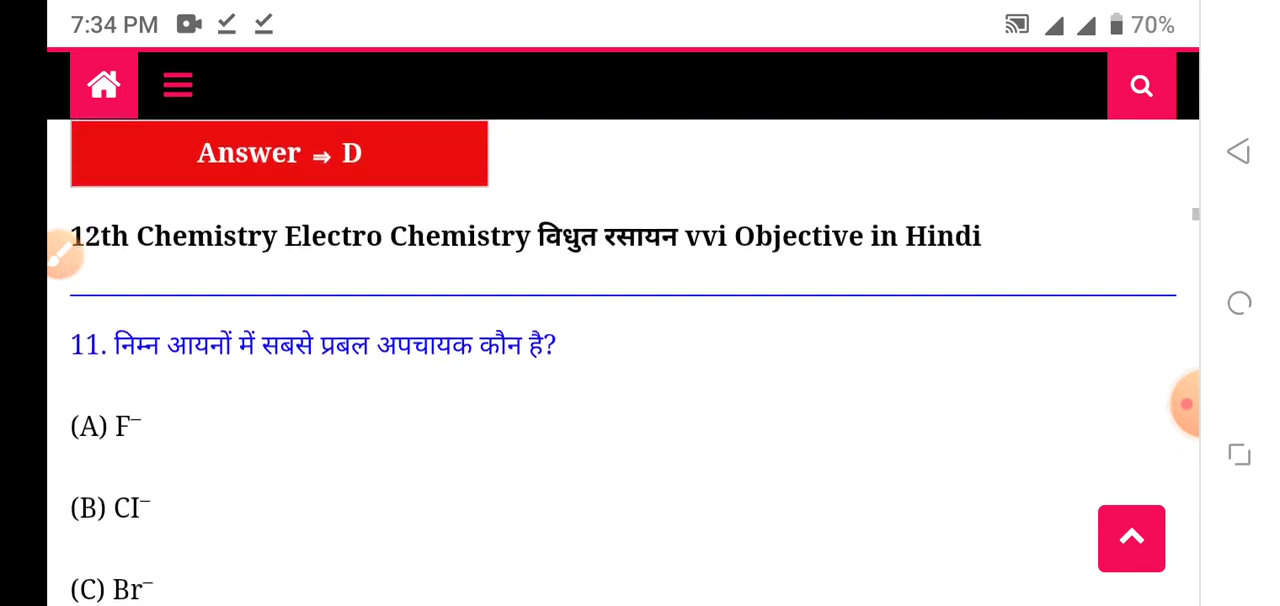 7:34 PM 70%
Answer ⇒ D
12th Chemistry Electro Chemistry विधुत रसायन vvi Objective in Hindi
11. निम्न आयनों में सबसे प्रबल अपचायक कौन है?
(A) F⁻
(B) CI⁻
(C) Br⁻